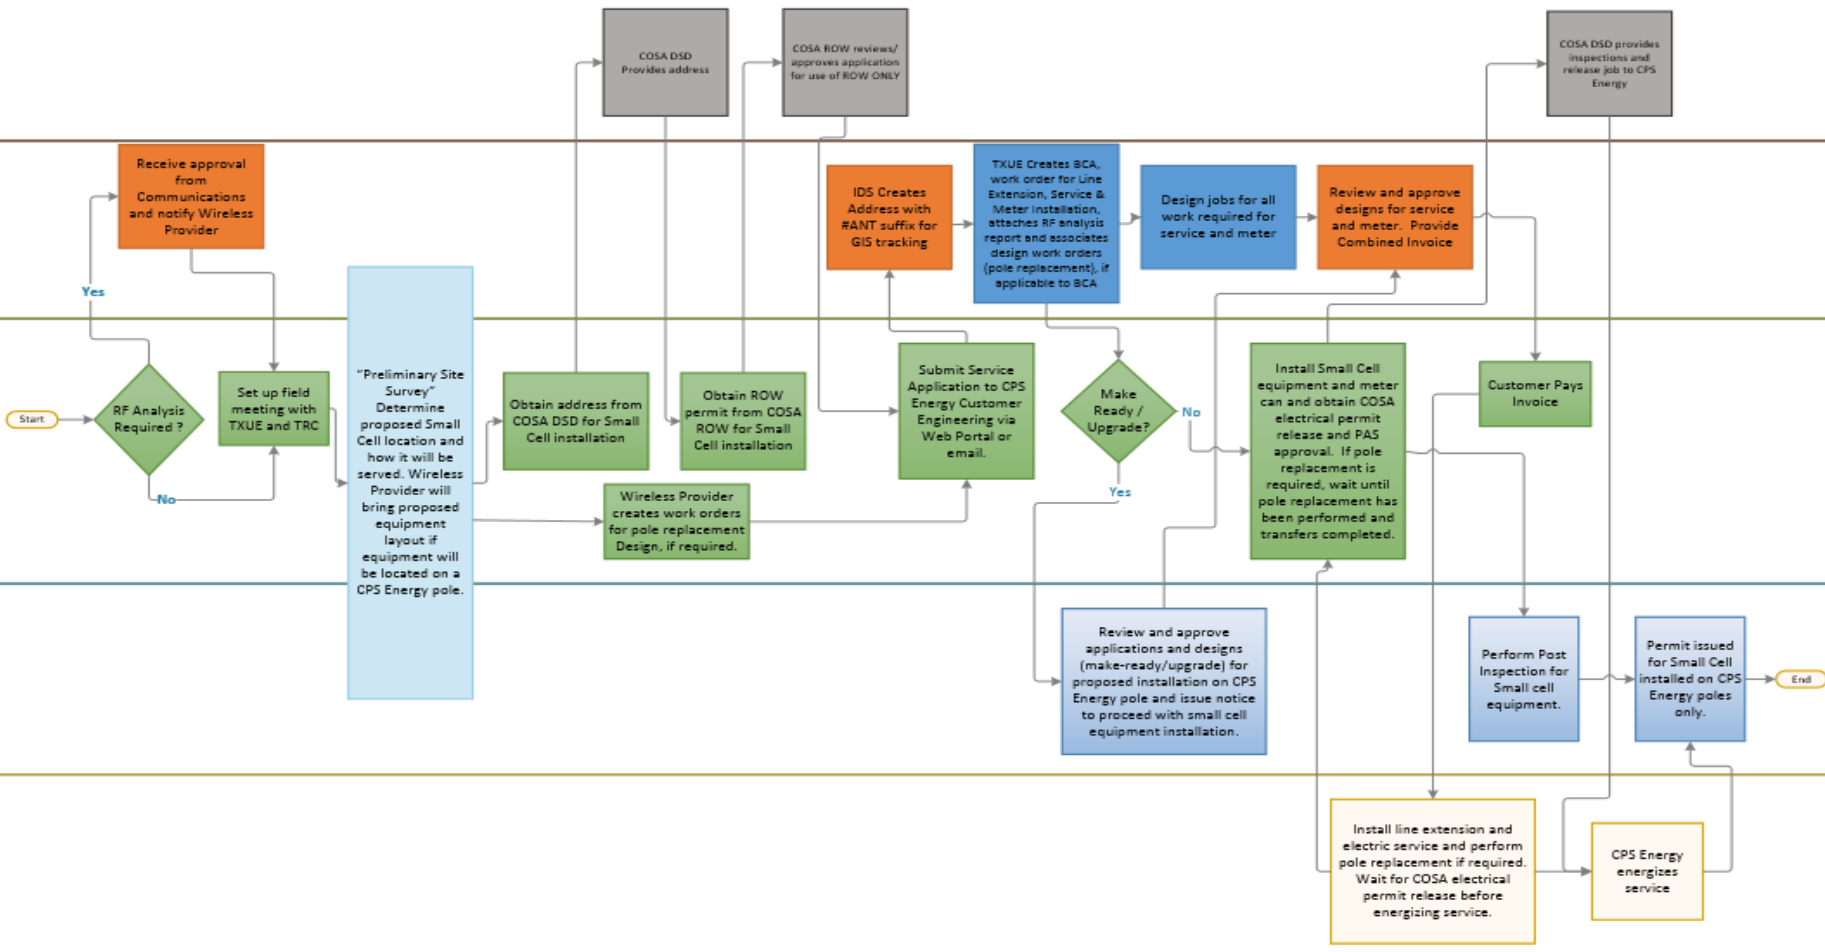 COSA DSD
Provides address
COSA ROW reviews/
approves application
for use of ROW ONLY
COSA DSD provides
inspections and
release job to CPS
Energy
Receive approval
from
Communications
and notify Wireless
Provider
IDS Creates
Address with
#ANT suffix for
GIS tracking
TXUE Creates BCA,
work order for Line
Extension, Service &
Meter Installation,
attaches RF analysis
report and associates
design work orders
(pole replacement), if
applicable to BCA
Design jobs for all
work required for
service and meter
Review and approve
designs for service
and meter. Provide
Combined Invoice
Yes
Start
RF Analysis
Required ?
No
Set up field
meeting with
TXUE and TRC
"Preliminary Site
Survey"
Determine
proposed Small
Cell location and
how it will be
served. Wireless
Provider will
bring proposed
equipment
layout if
equipment will
be located on a
CPS Energy pole.
Obtain address from
COSA DSD for Small
Cell installation
Obtain ROW
permit from COSA
ROW for Small
Cell installation
Wireless Provider
creates work orders
for pole replacement
Design, if required.
Submit Service
Application to CPS
Energy Customer
Engineering via
Web Portal or
email.
Make
Ready /
Upgrade?
No
Yes
Install Small Cell
equipment and meter
can and obtain COSA
electrical permit
release and PAS
approval. If pole
replacement is
required, wait until
pole replacement has
been performed and
transfers completed.
Customer Pays
Invoice
Review and approve
applications and designs
(make-ready/upgrade) for
proposed installation on CPS
Energy pole and issue notice
to proceed with small cell
equipment installation.
Perform Post
Inspection for
Small cell
equipment.
Permit issued
for Small Cell
installed on CPS
Energy poles
only.
End
Install line extension and
electric service and perform
pole replacement if required.
Wait for COSA electrical
permit release before
energizing service.
CPS Energy
energizes
service